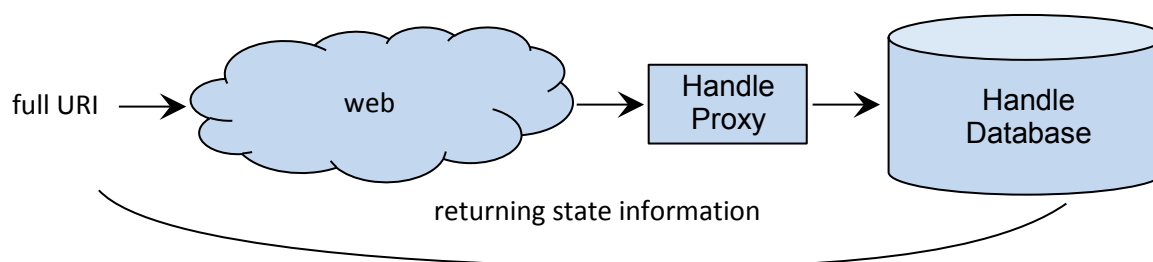 full URI
web
Handle
Proxy
Handle
Database
returning state information